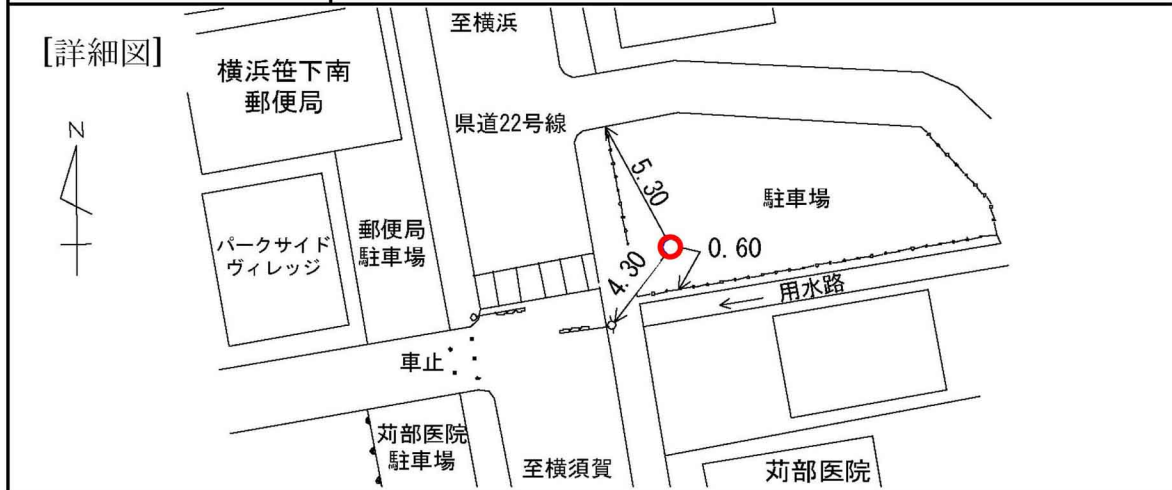 [詳細図]
至横浜
横浜笹下南
郵便局
N
県道22号線
5.30
駐車場
郵便局
駐車場
パークサイド
ヴィレッジ
0.60
4.30
用水路
車止
苅部医院
駐車場
至横須賀
苅部医院